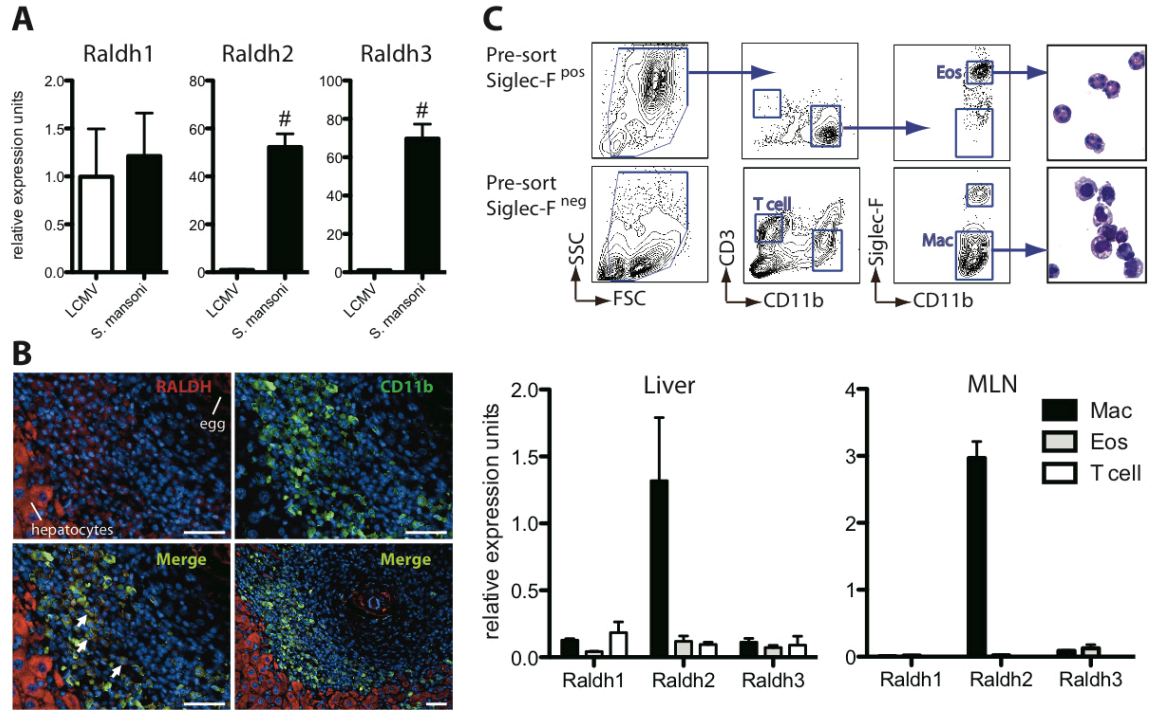 A
Raldh1
Raldh2
Raldh3
relative expression units
2.0
1.5
1.0
0.5
0.0
80
60
40
20
0
100
80
60
40
20
0
#
#
LCMV
S. mansoni
LCMV
S. mansoni
LCMV
S. mansoni
B
RALDH
egg
hepatocytes
CD11b
Merge
Merge
C
Pre-sort
Siglec-F pos
Pre-sort
Siglec-F neg
SSC
FSC
T cell
CD3
CD11b
Eos
Mac
Siglec-F
CD11b
Liver
relative expression units
2.0
1.5
1.0
0.5
0.0
Raldh1
Raldh2
Raldh3
MLN
4
3
2
1
0
Raldh1
Raldh2
Raldh3
Mac
Eos
T cell